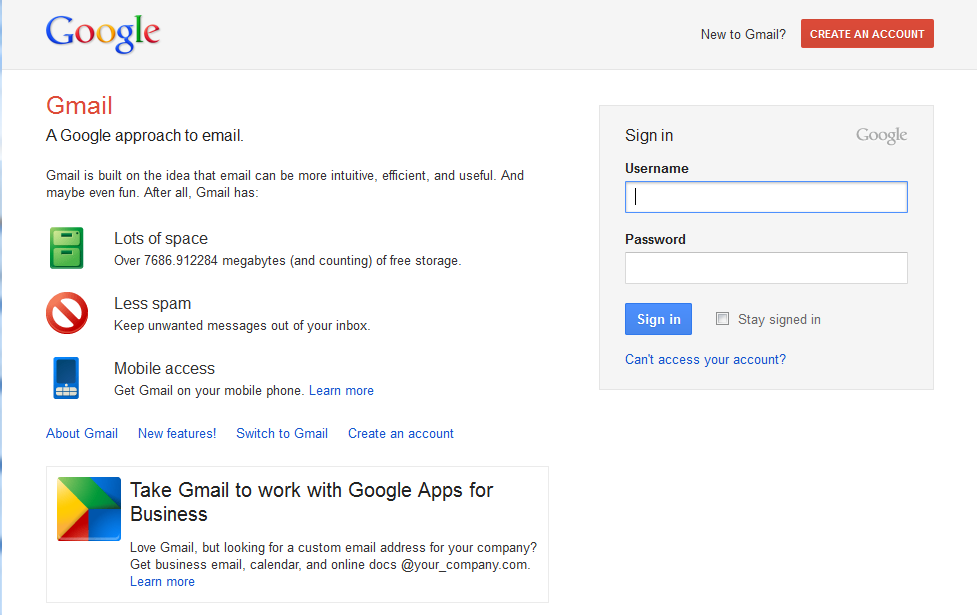 Google
New to Gmail?
CREATE AN ACCOUNT
Gmail
A Google approach to email.
Gmail is built on the idea that email can be more intuitive, efficient, and useful. And
maybe even fun. After all, Gmail has:
Lots of space
Over 7686.912284 megabytes (and counting) of free storage.
Less spam
Keep unwanted messages out of your inbox.
Mobile access
Get Gmail on your mobile phone. Learn more
About Gmail New features! Switch to Gmail Create an account
Take Gmail to work with Google Apps for
Business
Love Gmail, but looking for a custom email address for your company?
Get business email, calendar, and online docs @your_company.com.
Learn more
Sign in Google
Username
Password
Sign in Stay signed in
Can't access your account?